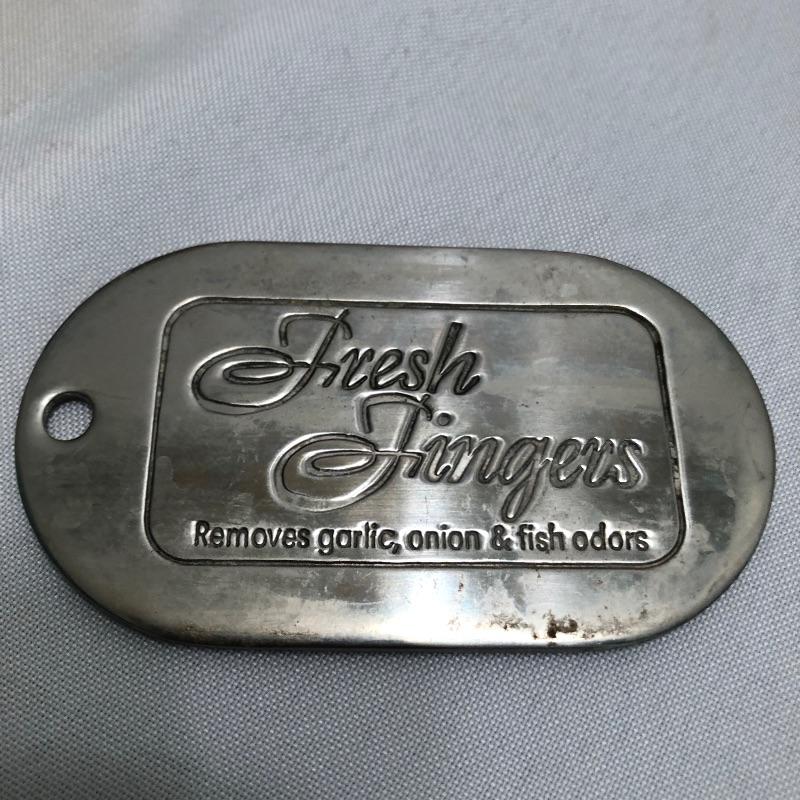 Fresh
Fingers
Removes garlic, onion & fish odors